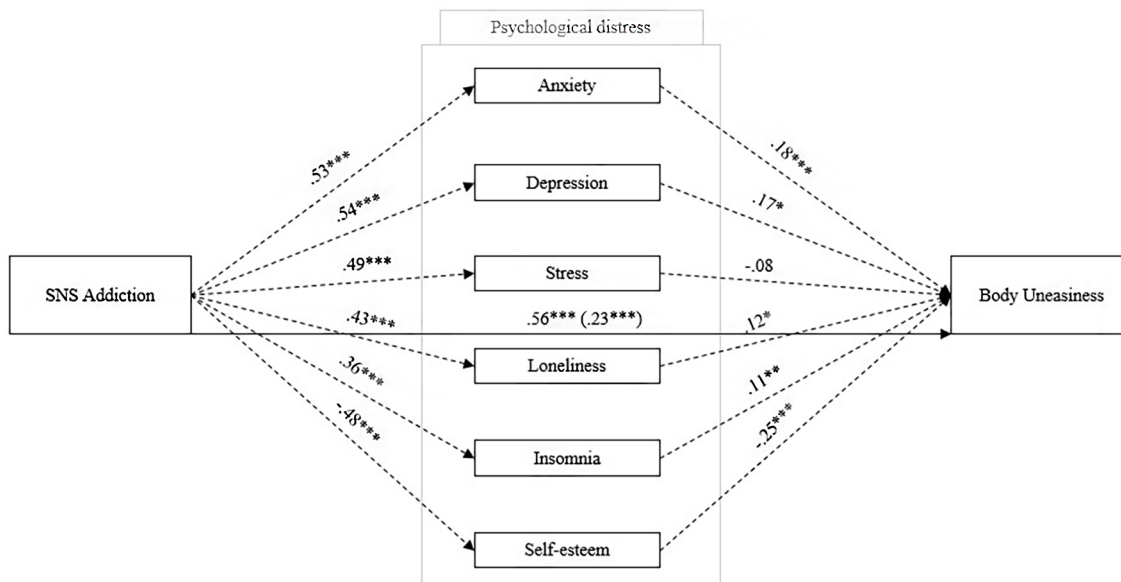 Psychological distress
Anxiety
.53***
.18***
Depression
.54***
.17*
SNS Addiction
.49***
Stress
-.08
Body Uneasiness
.43***
.56*** (.23***)
.12*
Loneliness
.36***
.11**
-.48***
Insomnia
-.25***
Self-esteem